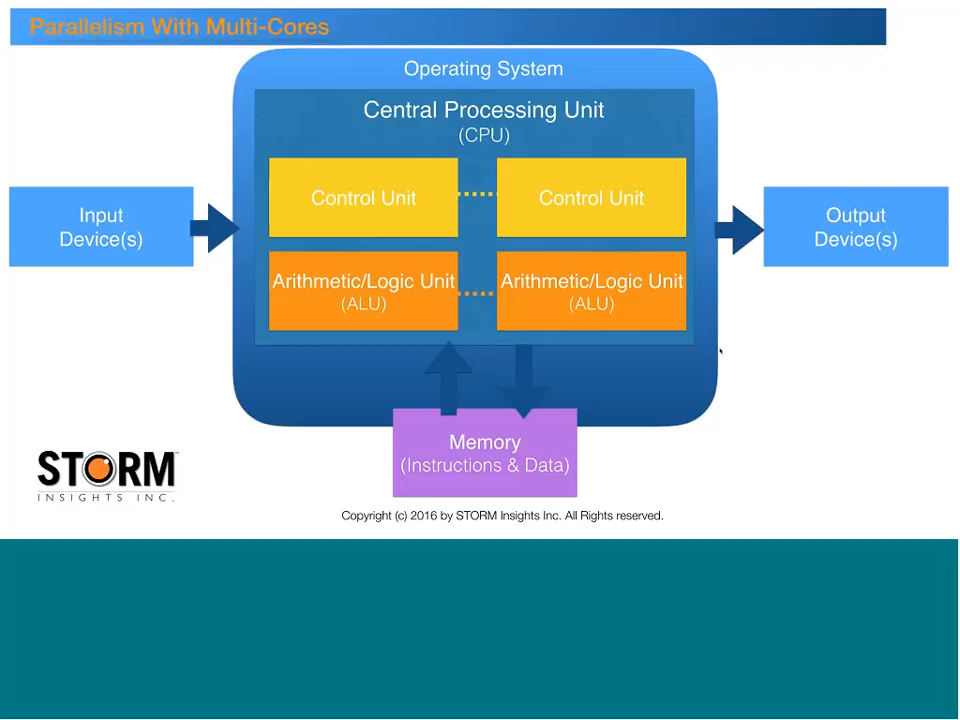 Parallelism With Multi-Cores
Operating System
Central Processing Unit
(CPU)
Control Unit
Control Unit
Input
Device(s)
Output
Device(s)
Arithmetic/Logic Unit
(ALU)
Arithmetic/Logic Unit
(ALU)
Memory
(Instructions & Data)
STORM™
INSIGHTS INC.
Copyright (c) 2016 by STORM Insights Inc. All Rights reserved.